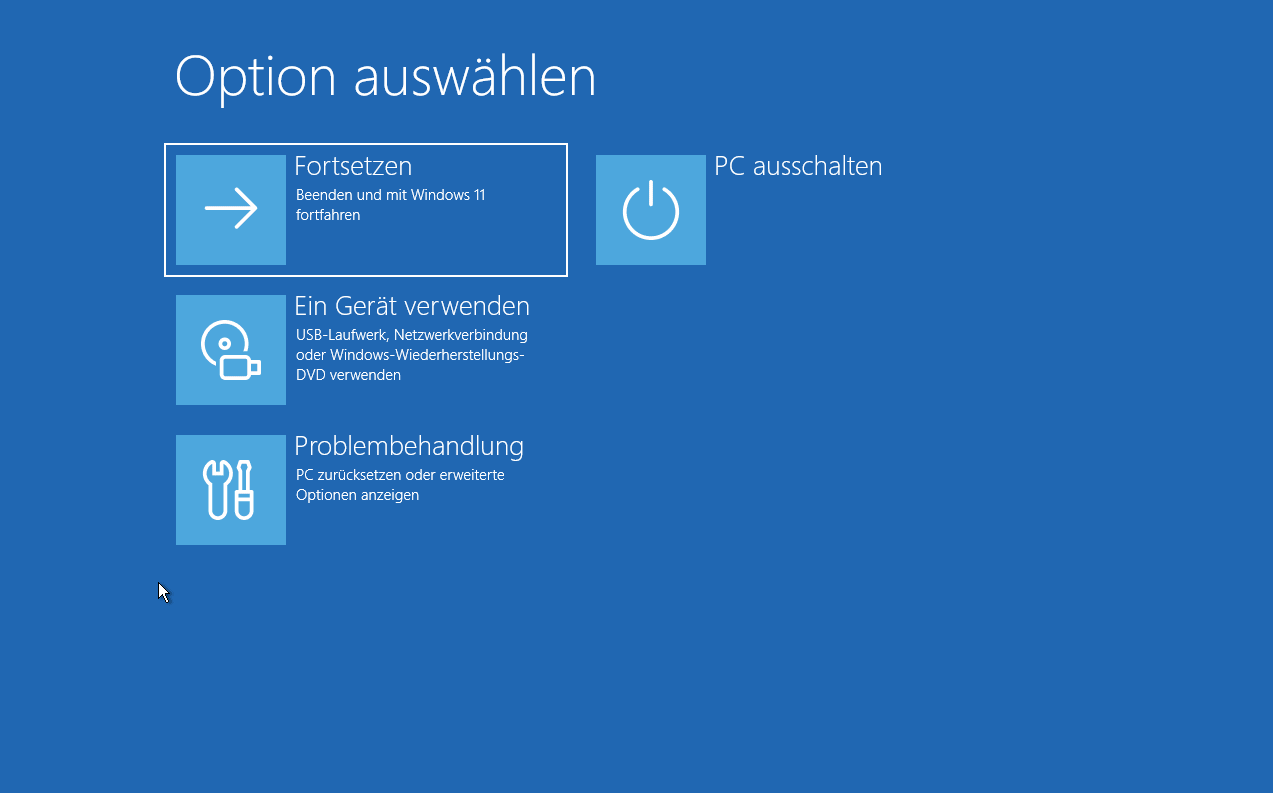 Option auswählen
Fortsetzen
Beenden und mit Windows 11
fortfahren
PC ausschalten
Ein Gerät verwenden
USB-Laufwerk, Netzwerkverbindung
oder Windows-Wiederherstellungs-
DVD verwenden
Problembehandlung
PC zurücksetzen oder erweiterte
Optionen anzeigen